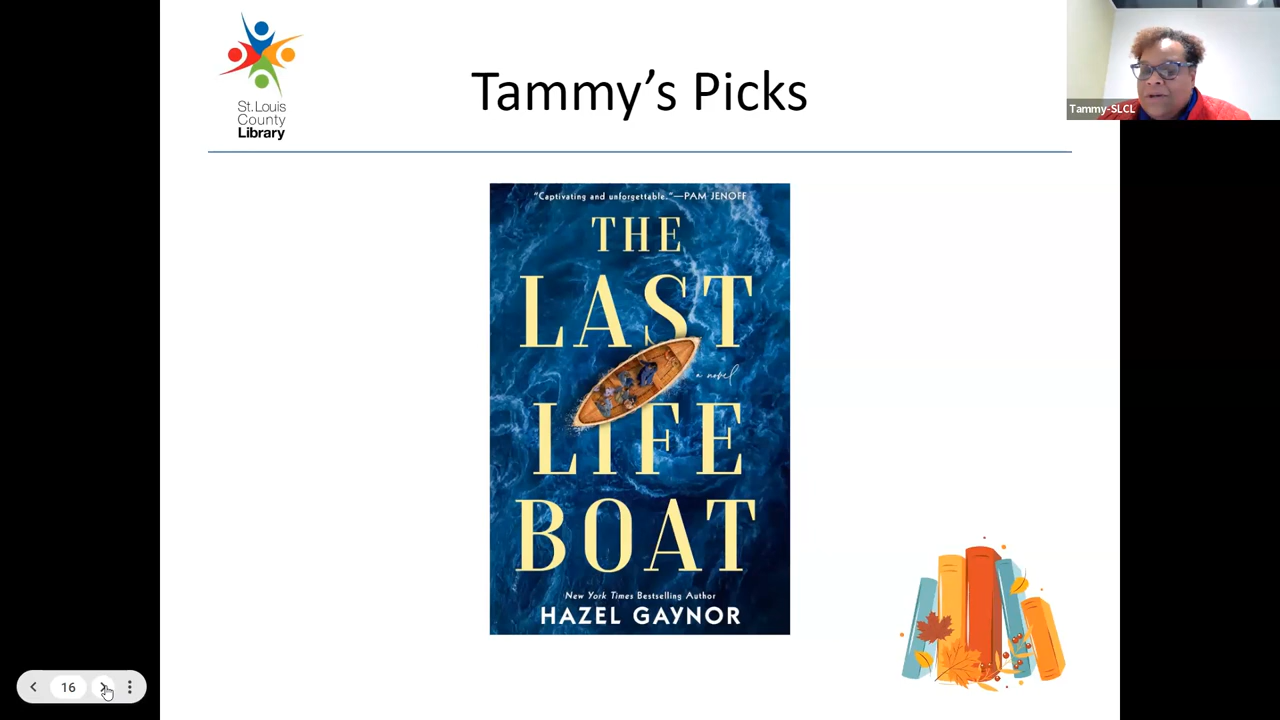 St.Louis
County
Library
Tammy's Picks
Tammy-SLCL
"Captivating and unforgettable."—PAM JENOFF
THE
LAST
a novel
LIFE
BOAT
New York Times Bestselling Author
HAZEL GAYNOR
16